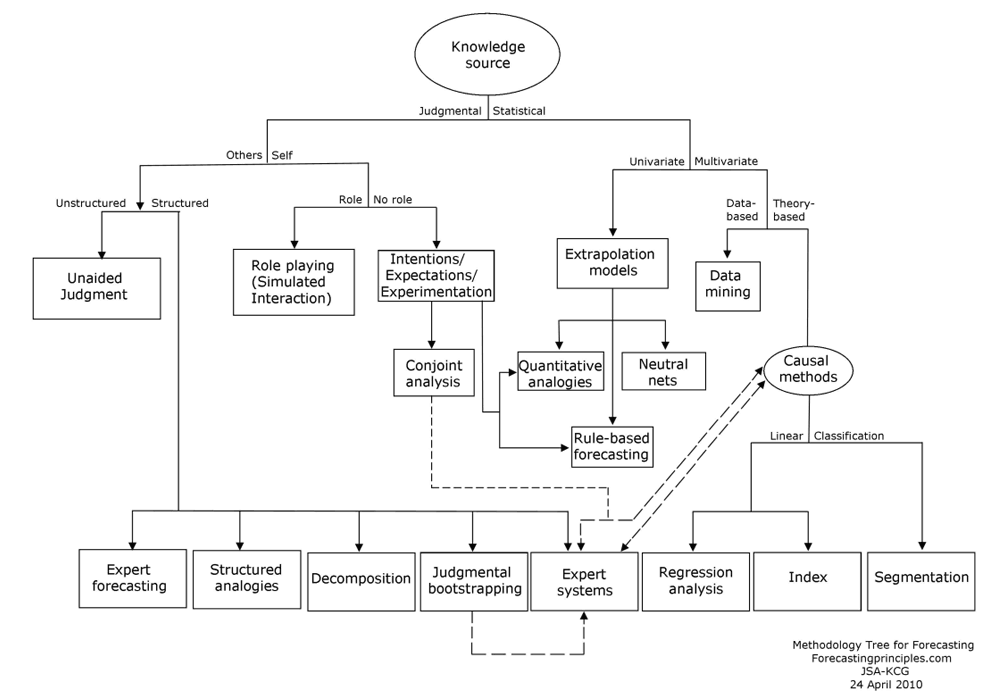 Knowledge
source
Judgmental Statistical
Others Self
Univariate Multivariate
Unstructured Structured
Role No role
Data-
based
Theory-
based
Unaided
Judgment
Role playing
(Simulated
Interaction)
Intentions/
Expectations/
Experimentation
Extrapolation
models
Data
mining
Conjoint
analysis
Quantitative
analogies
Neutral
nets
Causal
methods
Rule-based
forecasting
Linear Classification
Expert
forecasting
Structured
analogies
Decomposition
Judgmental
bootstrapping
Expert
systems
Regression
analysis
Index
Segmentation
Methodology Tree for Forecasting
Forecastingprinciples.com
JSA-KCG
24 April 2010